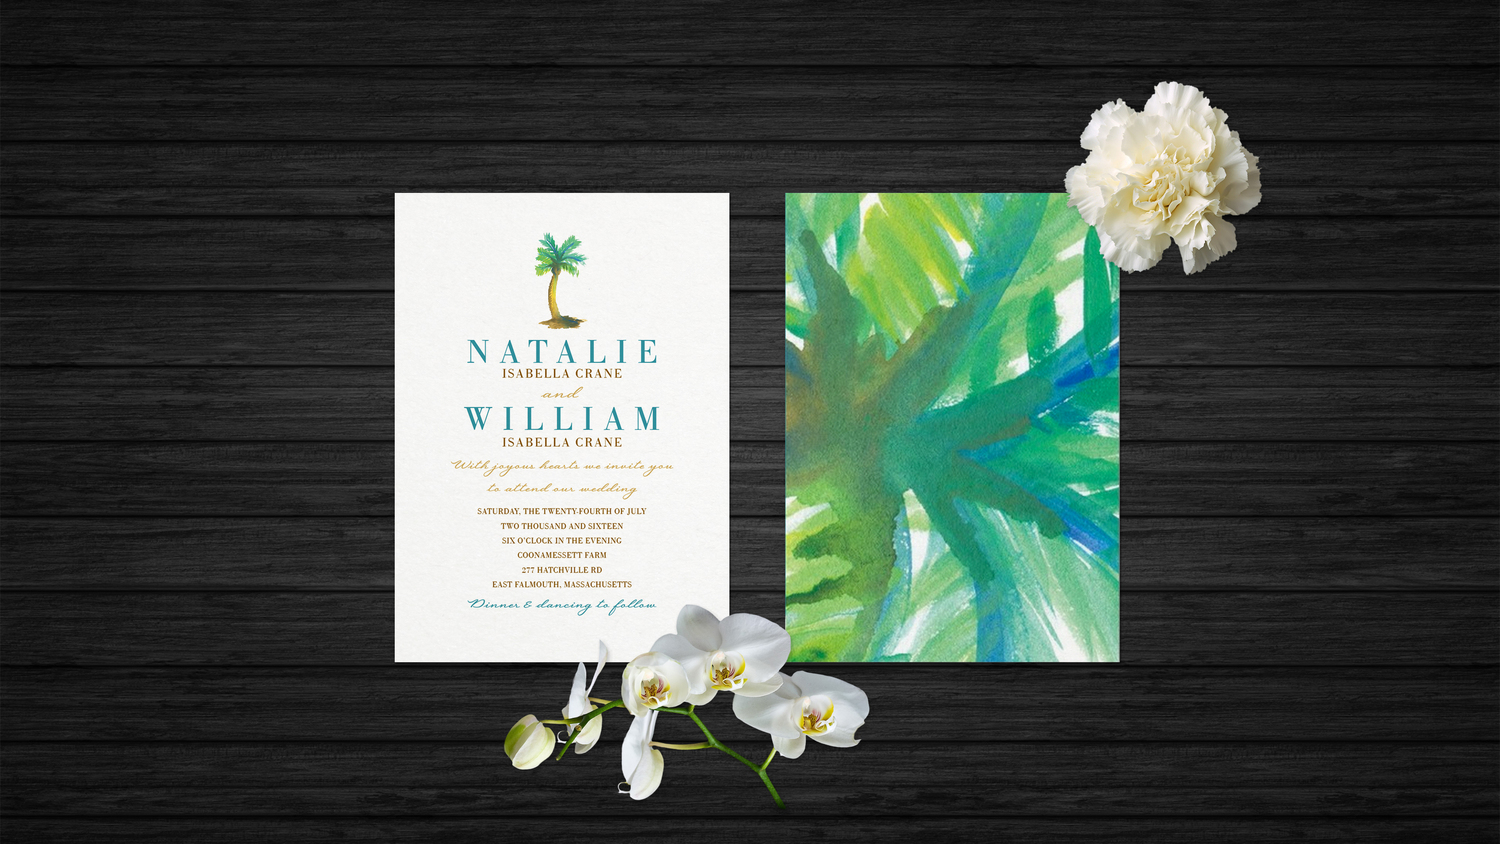 NATALIE
ISABELLA CRANE
and
WILLIAM
ISABELLA CRANE
With joyous hearts we invite you
to attend our wedding
SATURDAY, THE TWENTY-FOURTH OF JULY
TWO THOUSAND AND SIXTEEN
SIX O'CLOCK IN THE EVENING
COONAMESSETT FARM
277 HATCHVILLE RD
EAST FALMOUTH, MASSACHUSETTS
Dinner & dancing to follow